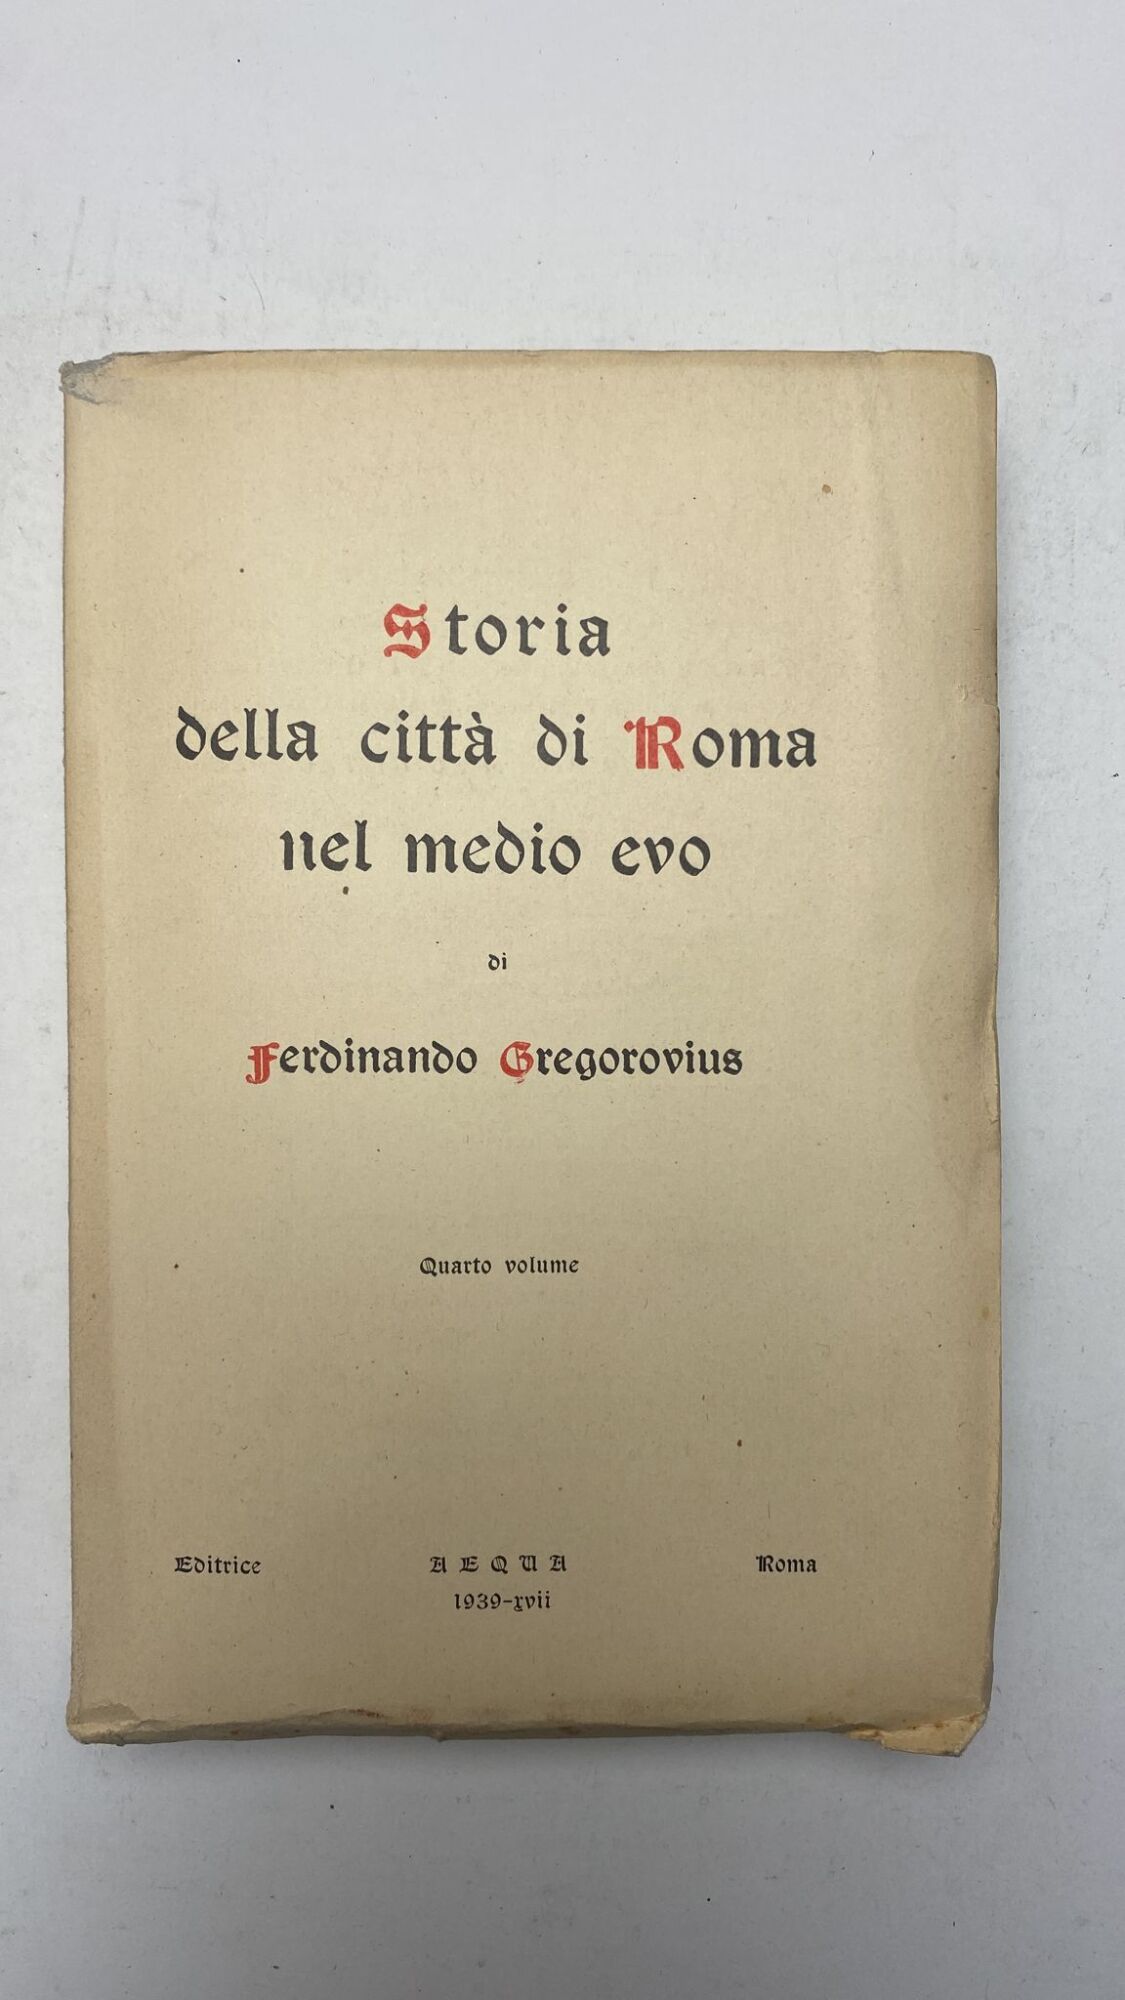 Storia
della città di Roma
nel medio evo
di
Ferdinando Gregorovius
Quarto volume
Editrice AEQUA Roma
1939-xvii